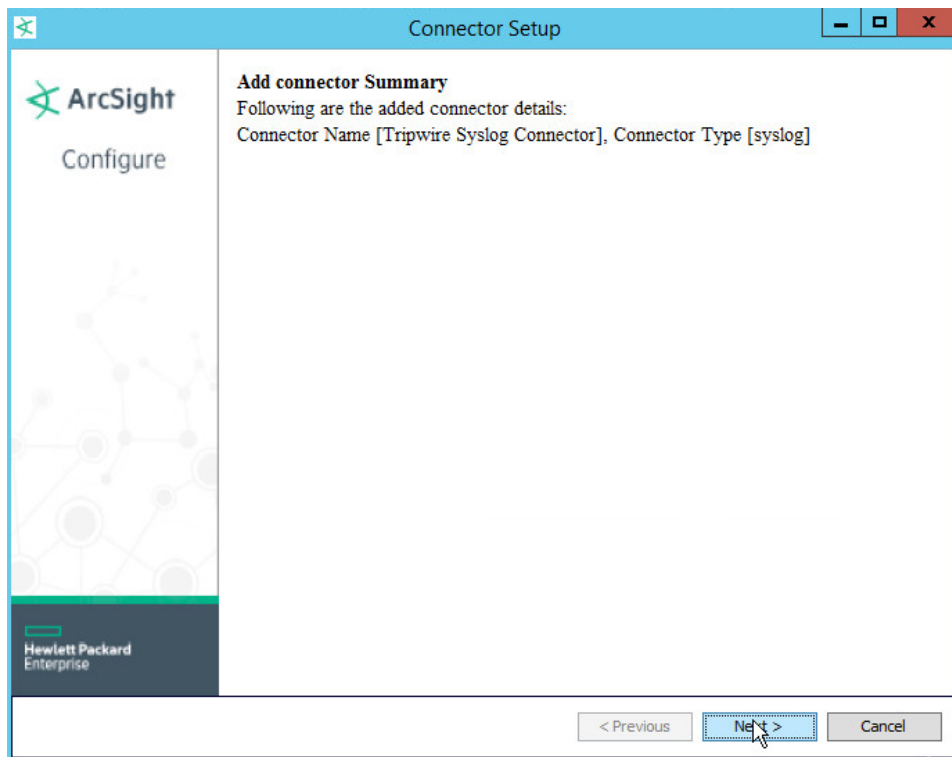 Connector Setup
ArcSight
Configure
Add connector Summary
Following are the added connector details:
Connector Name [Tripwire Syslog Connector], Connector Type [syslog]
Hewlett Packard
Enterprise
< Previous
Next >
Cancel